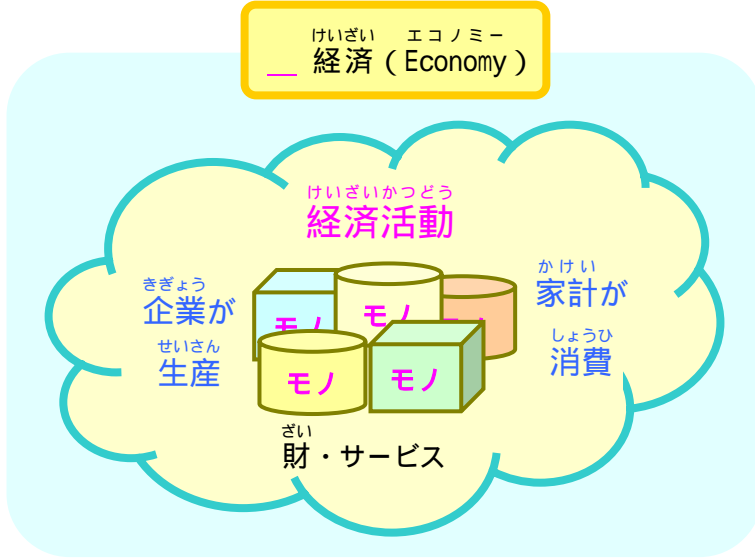 けいざい エコノミー
＿ 経済（Economy）
けいざいかつどう
経済活動
きぎょう
企業が
せいさん
生産
かけい
家計が
しょうひ
消費
モノ
モノ
モノ
モノ
ざい
財・サービス